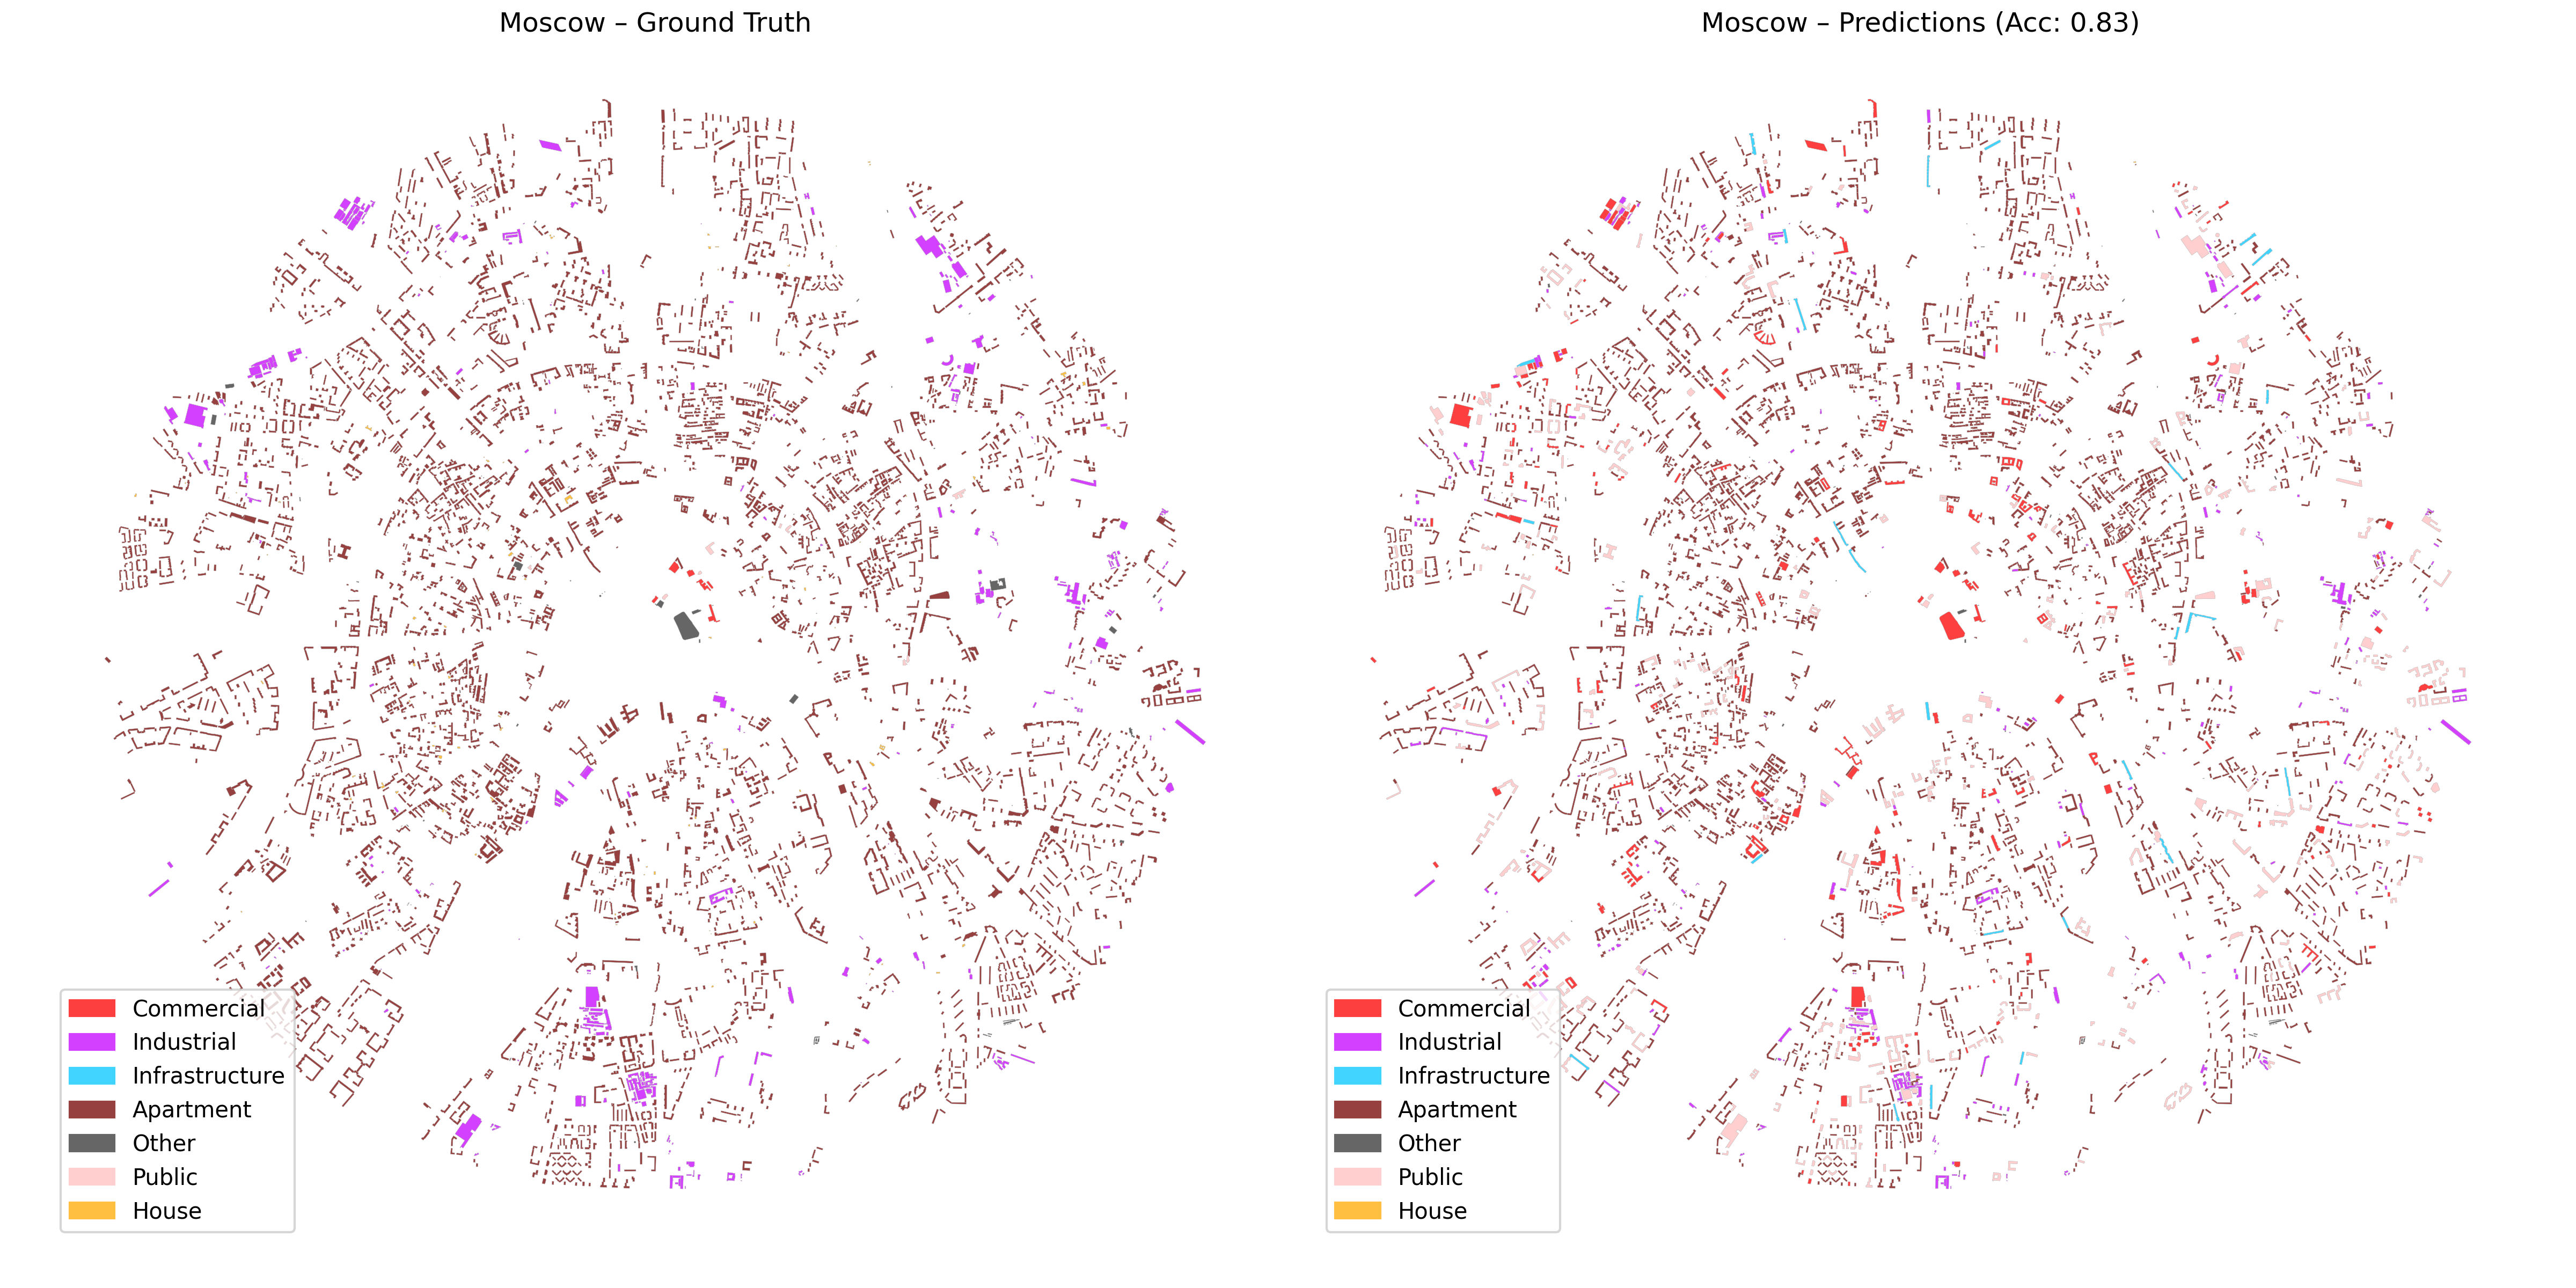 Moscow – Ground Truth
Commercial
Industrial
Infrastructure
Apartment
Other
Public
House
Moscow – Predictions (Acc: 0.83)
Commercial
Industrial
Infrastructure
Apartment
Other
Public
House